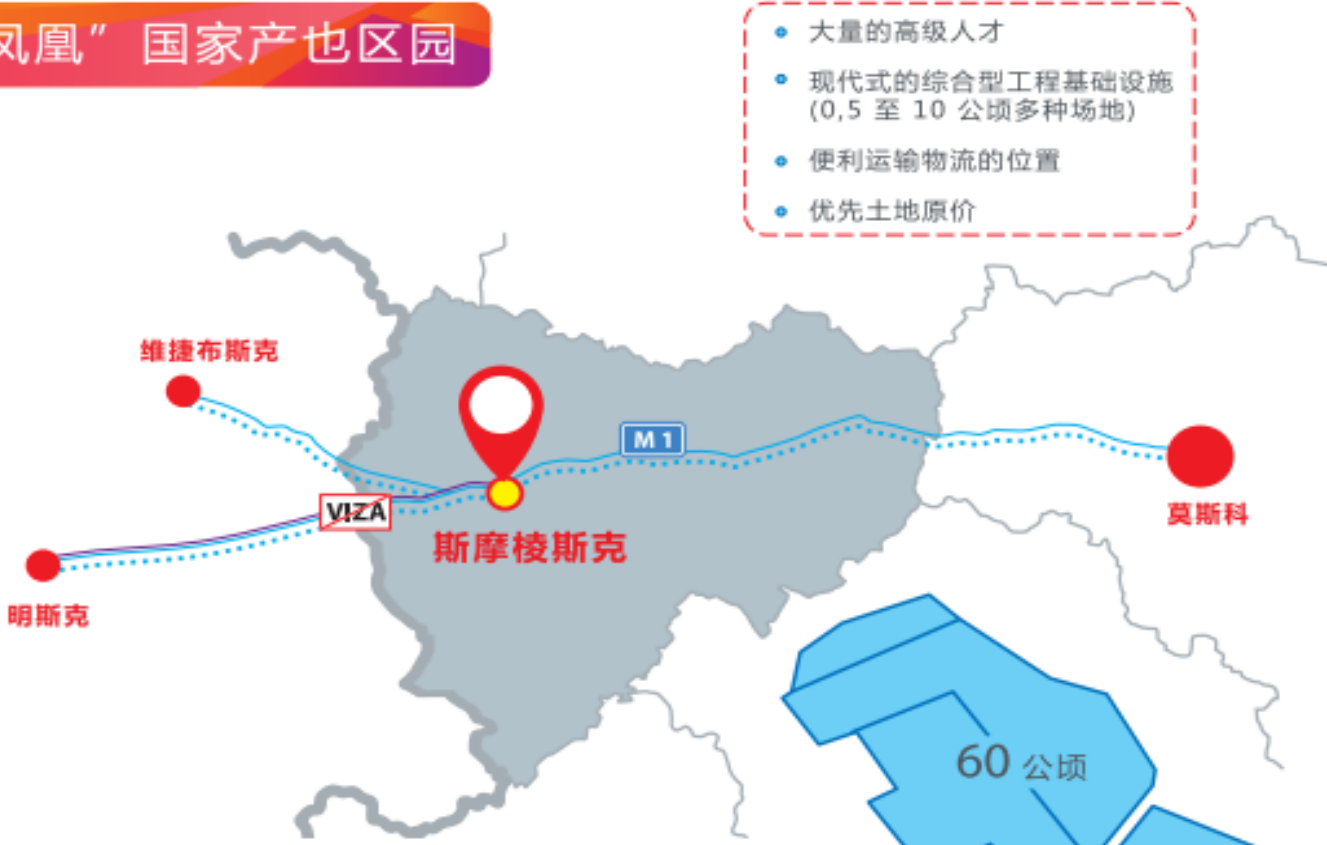 凤凰” 国家产也区园
大量的高级人才
现代式的综合型工程基础设施
(0,5 至 10 公顷多种场地)
便利运输物流的位置
优先土地原价
维捷布斯克
M 1
莫斯科
VIZA
斯摩棱斯克
明斯克
60 公顷